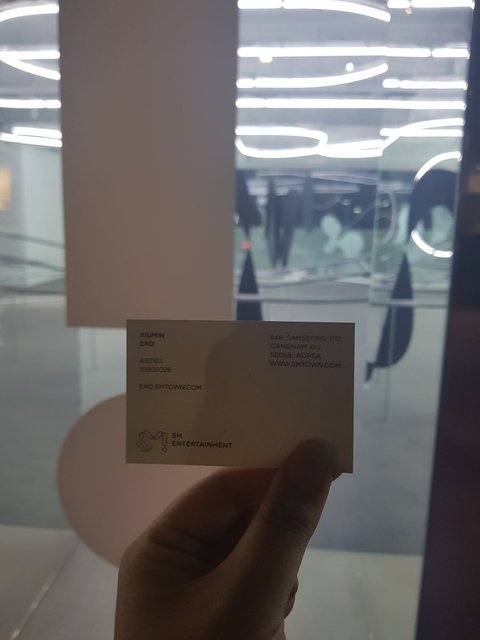 XIUMIN
EXO
ARTIST
19900326
EXO.SMTOWN.COM
SM
ENTERTAINMENT
648, SAMSEONG-RO
GANGNAM-GU
SEOUL, KOREA
WWW.SMTOWN.COM